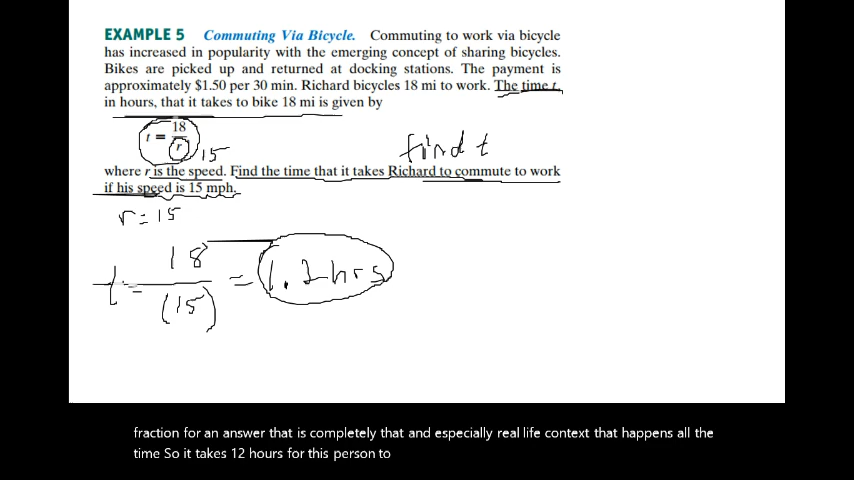 EXAMPLE 5 Commuting Via Bicycle. Commuting to work via bicycle
has increased in popularity with the emerging concept of sharing bicycles.
Bikes are picked up and returned at docking stations. The payment is
approximately $1.50 per 30 min. Richard bicycles 18 mi to work. The time t,
in hours, that it takes to bike 18 mi is given by
t = 18/r
15
find t
where r is the speed. Find the time that it takes Richard to commute to work
if his speed is 15 mph.
r = 15
t = 18/(15) = 1.2 hrs
fraction for an answer that is completely that and especially real life context that happens all the
time So it takes 12 hours for this person to